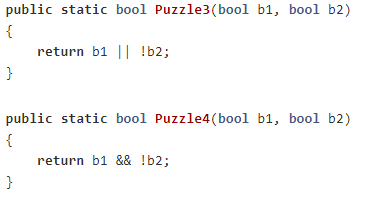 public static bool Puzzle3(bool b1, bool b2)
{
    return b1 || !b2;
}
public static bool Puzzle4(bool b1, bool b2)
{
    return b1 && !b2;
}